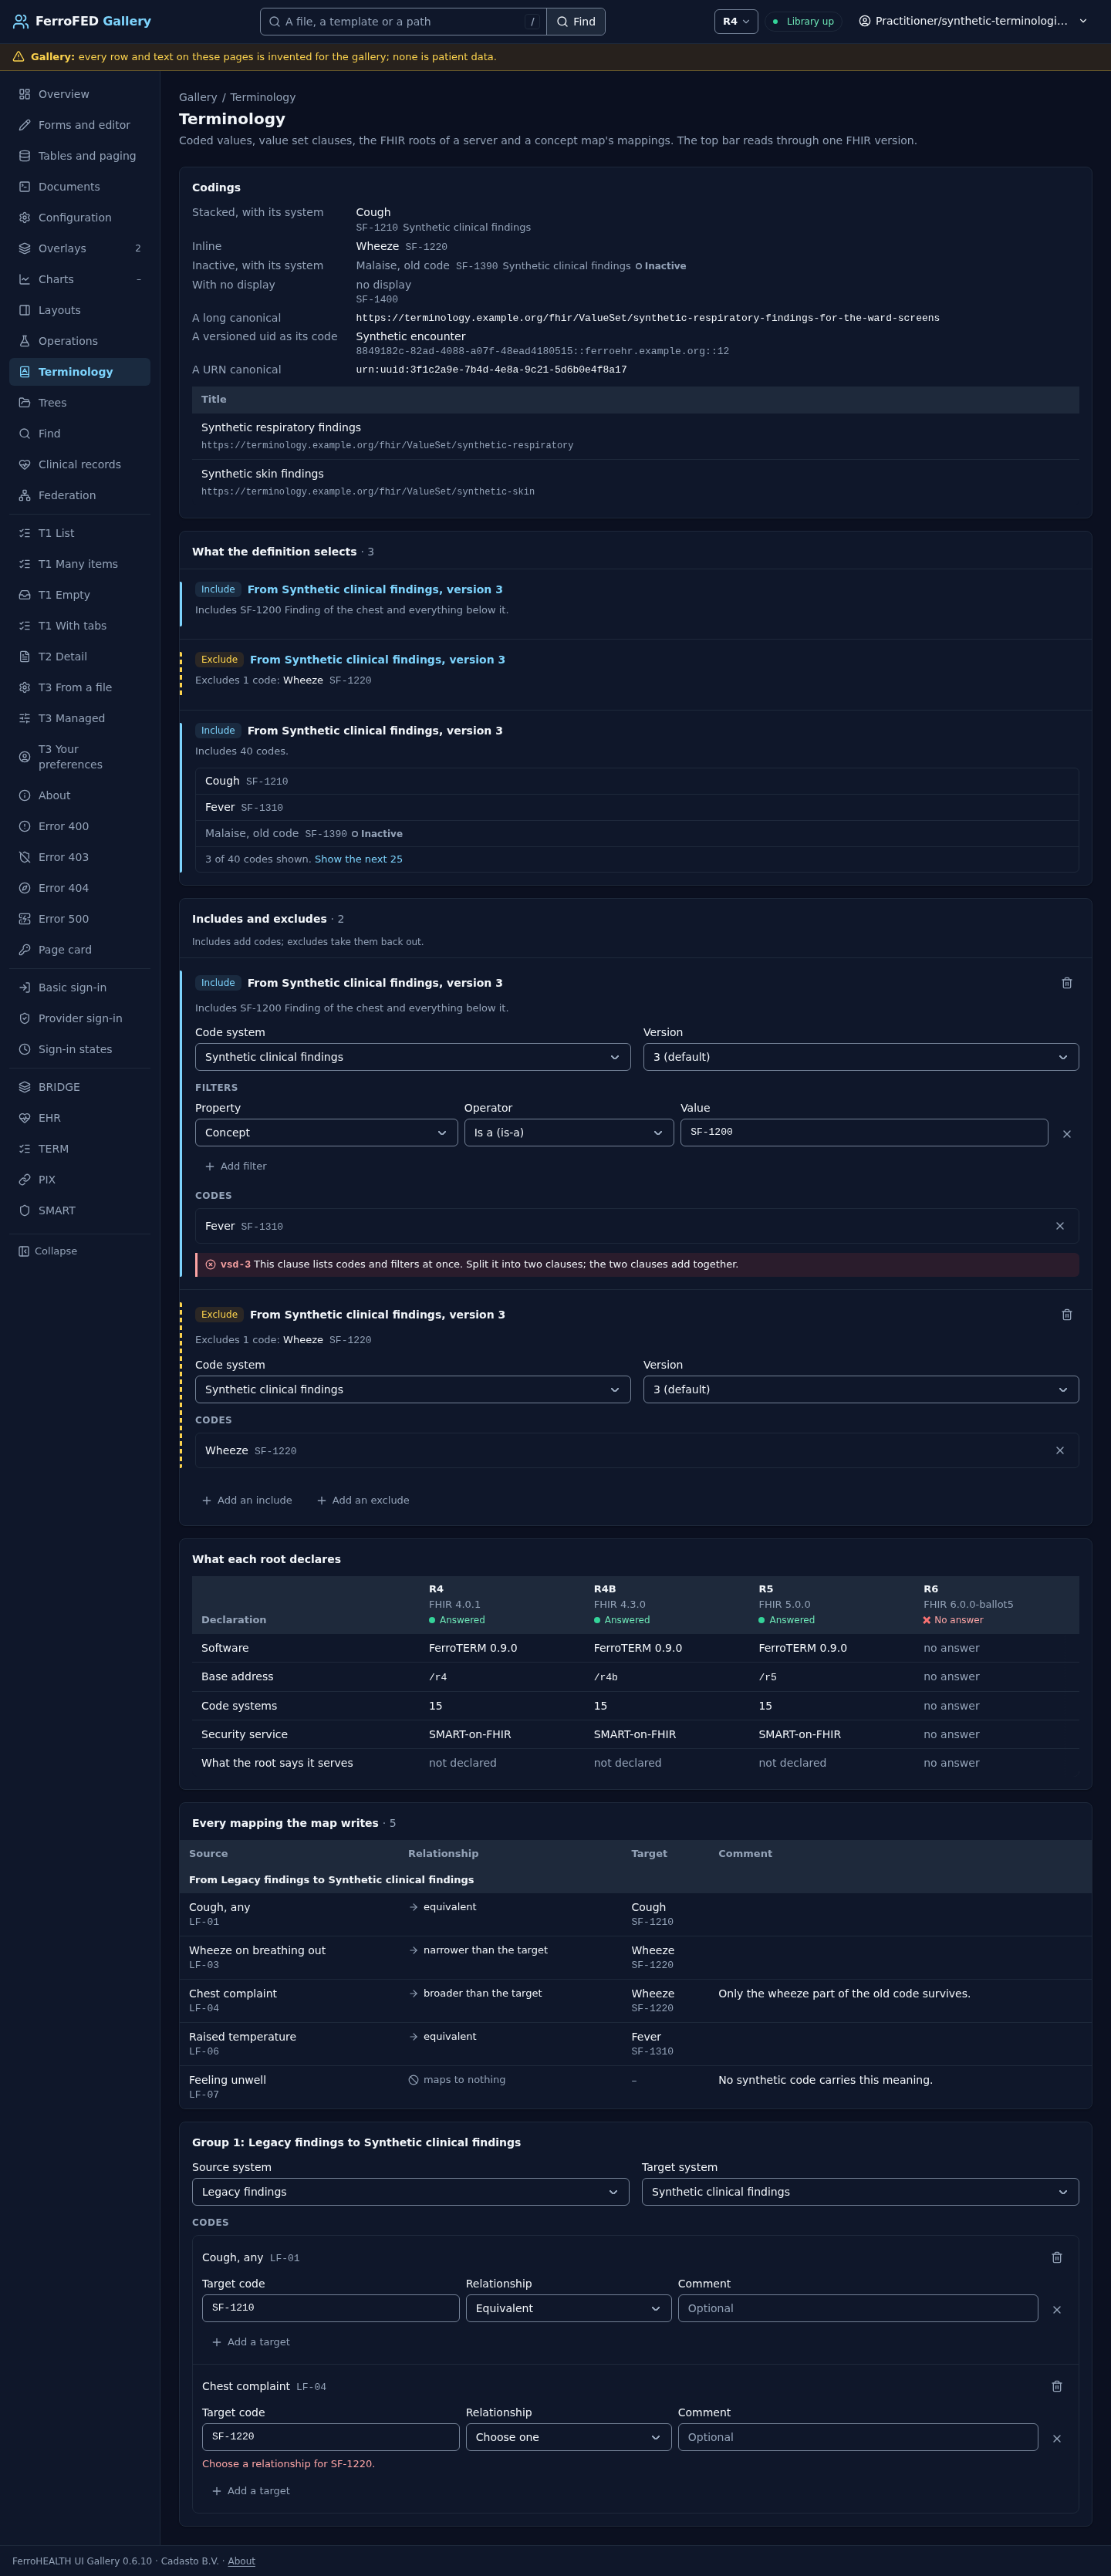 FerroFED Gallery
A file, a template or a path
/
Find
R4
Library up
Practitioner/synthetic-terminologi...
Gallery: every row and text on these pages is invented for the gallery; none is patient data.
Overview
Forms and editor
Tables and paging
Documents
Configuration
Overlays 2
Charts –
Layouts
Operations
Terminology
Trees
Find
Clinical records
Federation
T1 List
T1 Many items
T1 Empty
T1 With tabs
T2 Detail
T3 From a file
T3 Managed
T3 Your
preferences
About
Error 400
Error 403
Error 404
Error 500
Page card
Basic sign-in
Provider sign-in
Sign-in states
BRIDGE
EHR
TERM
PIX
SMART
Collapse
Gallery / Terminology
Terminology
Coded values, value set clauses, the FHIR roots of a server and a concept map's mappings. The top bar reads through one FHIR version.
Codings
Stacked, with its system Cough
SF-1210 Synthetic clinical findings
Inline Wheeze SF-1220
Inactive, with its system Malaise, old code SF-1390 Synthetic clinical findings Inactive
With no display no display
SF-1400
A long canonical https://terminology.example.org/fhir/ValueSet/synthetic-respiratory-findings-for-the-ward-screens
A versioned uid as its code Synthetic encounter
8849182c-82ad-4088-a07f-48ead4180515::ferroehr.example.org::12
A URN canonical urn:uuid:3f1c2a9e-7b4d-4e8a-9c21-5d6b0e4f8a17
Title
Synthetic respiratory findings
https://terminology.example.org/fhir/ValueSet/synthetic-respiratory
Synthetic skin findings
https://terminology.example.org/fhir/ValueSet/synthetic-skin
What the definition selects · 3
Include From Synthetic clinical findings, version 3
Includes SF-1200 Finding of the chest and everything below it.
Exclude From Synthetic clinical findings, version 3
Excludes 1 code: Wheeze SF-1220
Include From Synthetic clinical findings, version 3
Includes 40 codes.
Cough SF-1210
Fever SF-1310
Malaise, old code SF-1390 Inactive
3 of 40 codes shown. Show the next 25
Includes and excludes · 2
Includes add codes; excludes take them back out.
Include From Synthetic clinical findings, version 3
Includes SF-1200 Finding of the chest and everything below it.
Code system Version
Synthetic clinical findings 3 (default)
FILTERS
Property Operator Value
Concept Is a (is-a) SF-1200
Add filter
CODES
Fever SF-1310
vsd-3 This clause lists codes and filters at once. Split it into two clauses; the two clauses add together.
Exclude From Synthetic clinical findings, version 3
Excludes 1 code: Wheeze SF-1220
Code system Version
Synthetic clinical findings 3 (default)
CODES
Wheeze SF-1220
Add an include Add an exclude
What each root declares
R4 R4B R5 R6
FHIR 4.0.1 FHIR 4.3.0 FHIR 5.0.0 FHIR 6.0.0-ballot5
Declaration Answered Answered Answered No answer
Software FerroTERM 0.9.0 FerroTERM 0.9.0 FerroTERM 0.9.0 no answer
Base address /r4 /r4b /r5 no answer
Code systems 15 15 15 no answer
Security service SMART-on-FHIR SMART-on-FHIR SMART-on-FHIR no answer
What the root says it serves not declared not declared not declared no answer
Every mapping the map writes · 5
Source Relationship Target Comment
From Legacy findings to Synthetic clinical findings
Cough, any equivalent Cough
LF-01 SF-1210
Wheeze on breathing out narrower than the target Wheeze
LF-03 SF-1220
Chest complaint broader than the target Wheeze Only the wheeze part of the old code survives.
LF-04 SF-1220
Raised temperature equivalent Fever
LF-06 SF-1310
Feeling unwell maps to nothing – No synthetic code carries this meaning.
LF-07
Group 1: Legacy findings to Synthetic clinical findings
Source system Target system
Legacy findings Synthetic clinical findings
CODES
Cough, any LF-01
Target code Relationship Comment
SF-1210 Equivalent Optional
Add a target
Chest complaint LF-04
Target code Relationship Comment
SF-1220 Choose one Optional
Choose a relationship for SF-1220.
Add a target
FerroHEALTH UI Gallery 0.6.10 · Cadasto B.V. · About